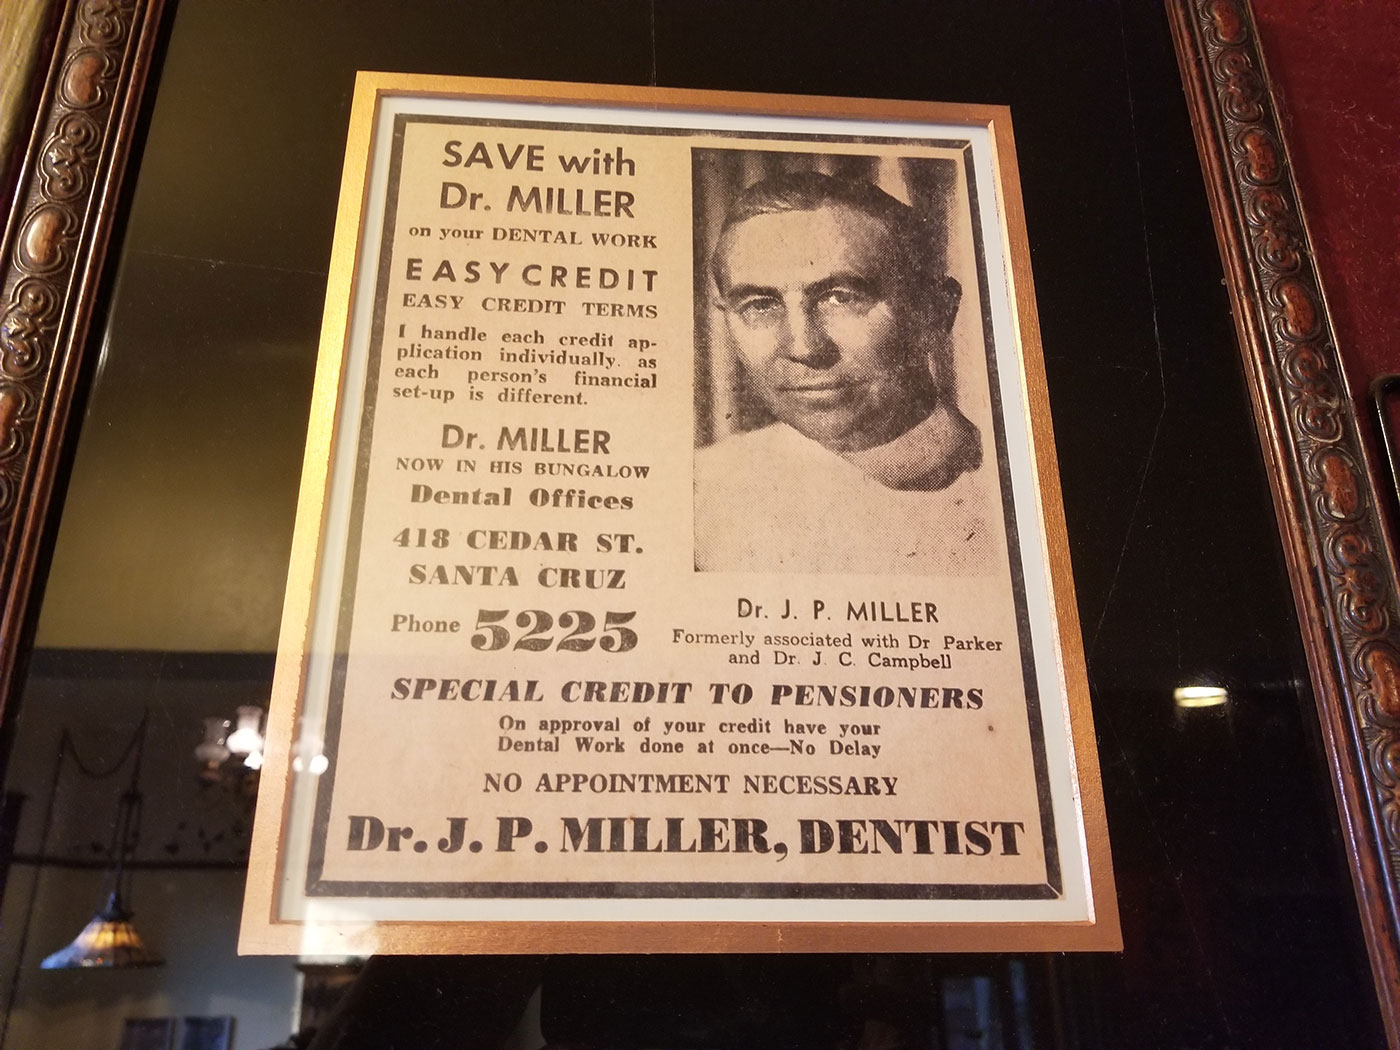 SAVE with
Dr. MILLER
on your DENTAL WORK
EASY CREDIT
EASY CREDIT TERMS
I handle each credit ap-
plication individually. as
each person's financial
set-up is different.
Dr. MILLER
NOW IN HIS BUNGALOW
Dental Offices
418 CEDAR ST.
SANTA CRUZ
Phone 5225
Dr. J. P. MILLER
Formerly associated with Dr Parker
and Dr. J. C. Campbell
SPECIAL CREDIT TO PENSIONERS
On approval of your credit have your
Dental Work done at once—No Delay
NO APPOINTMENT NECESSARY
Dr. J. P. MILLER, DENTIST